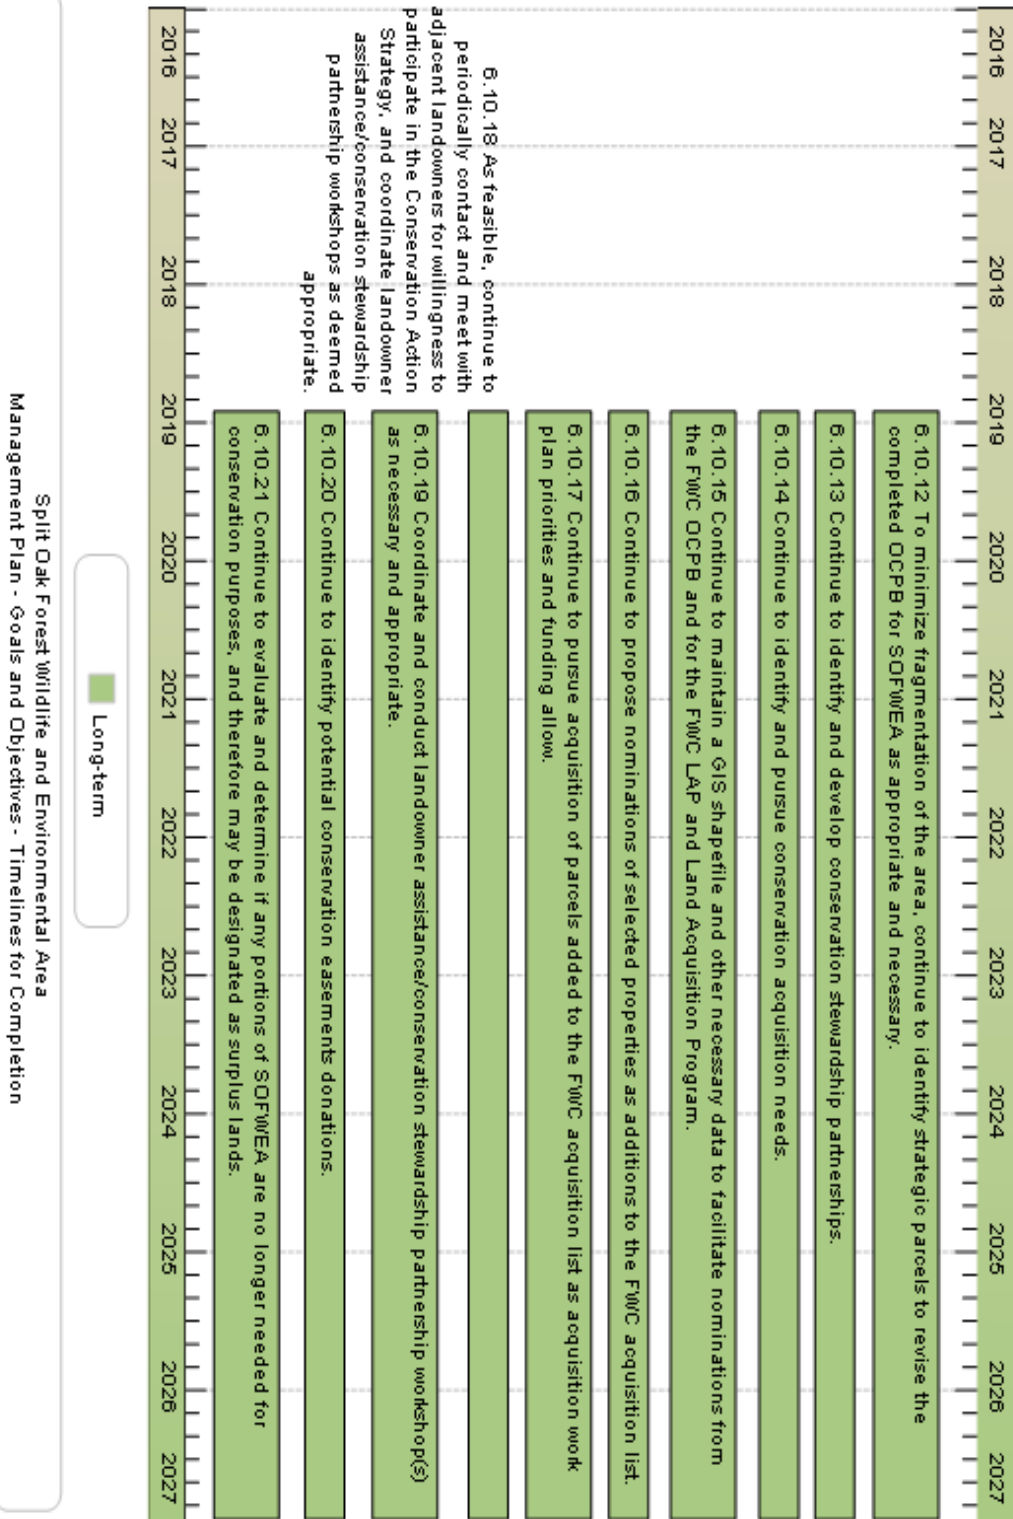 2016 2017 2018 2019 2020 2021 2022 2023 2024 2025 2026 2027
6.10.12 To minimize fragmentation of the area, continue to identify strategic parcels to revise the
completed OCPB for SOFWEA as appropriate and necessary.
6.10.13 Continue to identify and develop conservation stewardship partnerships.
6.10.14 Continue to identify and pursue conservation acquisition needs.
6.10.15 Continue to maintain a GIS shapefile and other necessary data to facilitate nominations from
the FWC OCPB and for the FWC LAP and Land Acquisition Program.
6.10.16 Continue to propose nominations of selected properties as additions to the FWC acquisition list.
6.10.17 Continue to pursue acquisition of parcels added to the FWC acquisition list as acquisition work
plan priorities and funding allow.
6.10.18 As feasible, continue to
periodically contact and meet with
adjacent landowners for willingness to
participate in the Conservation Action
Strategy, and coordinate landowner
assistance/conservation stewardship
partnership workshops as deemed
appropriate.
6.10.19 Coordinate and conduct landowner assistance/conservation stewardship partnership workshop(s)
as necessary and appropriate.
6.10.20 Continue to identify potential conservation easements donations.
6.10.21 Continue to evaluate and determine if any portions of SOFWEA are no longer needed for
conservation purposes, and therefore may be designated as surplus lands.
2016 2017 2018 2019 2020 2021 2022 2023 2024 2025 2026 2027
Long-term
Split Oak Forest Wildlife and Environmental Area
Management Plan - Goals and Objectives - Timelines for Completion